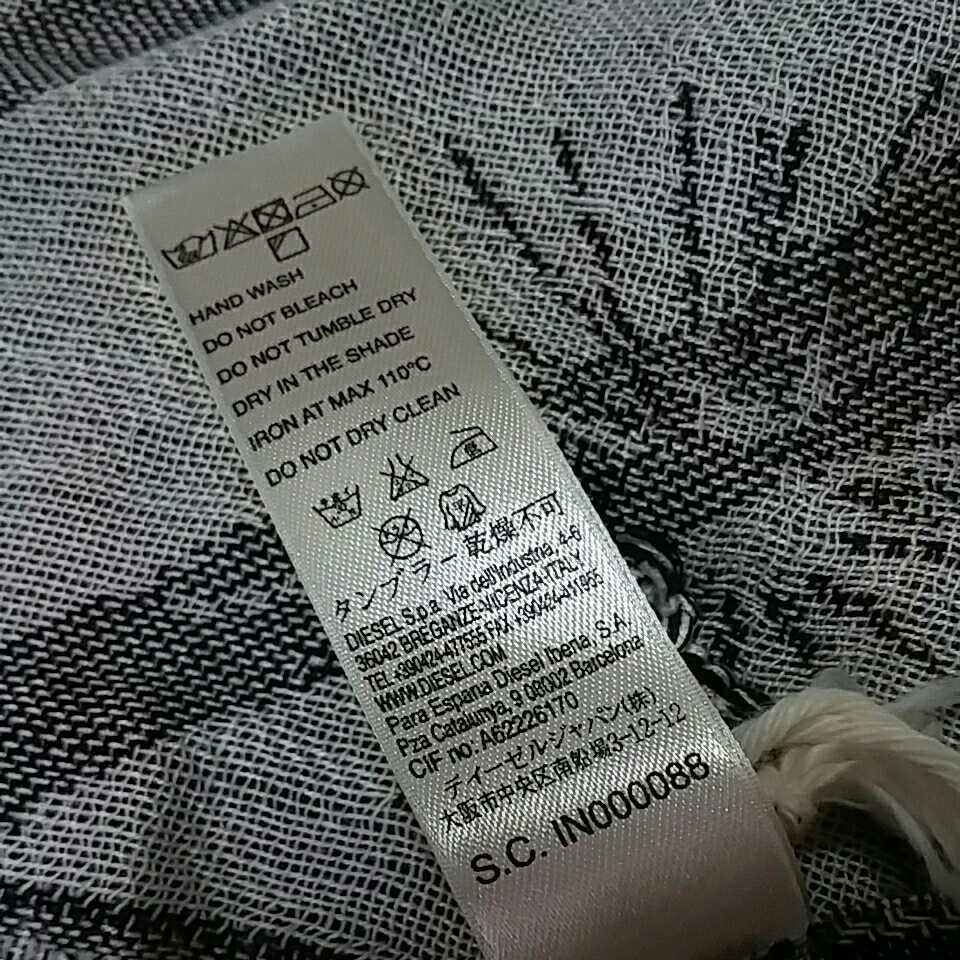 HAND WASH
DO NOT BLEACH
DO NOT TUMBLE DRY
DRY IN THE SHADE
IRON AT MAX 110°C
DO NOT DRY CLEAN
タンブラー乾燥不可
DIESEL S.p.a. Via dell'Industria, 4-6
36042 BREGANZE-VICENZA-ITALY
TEL+390424-477555 FAX +390424-411955
WWW.DIESEL.COM
Para Espana Diesel Iberia, S.A.
Pza Catalunya, 9 08002 Barcelona
CIF no: A62226170
ディーゼルジャパン(株)
大阪市中央区南船場3-12-12
S.C. IN000088